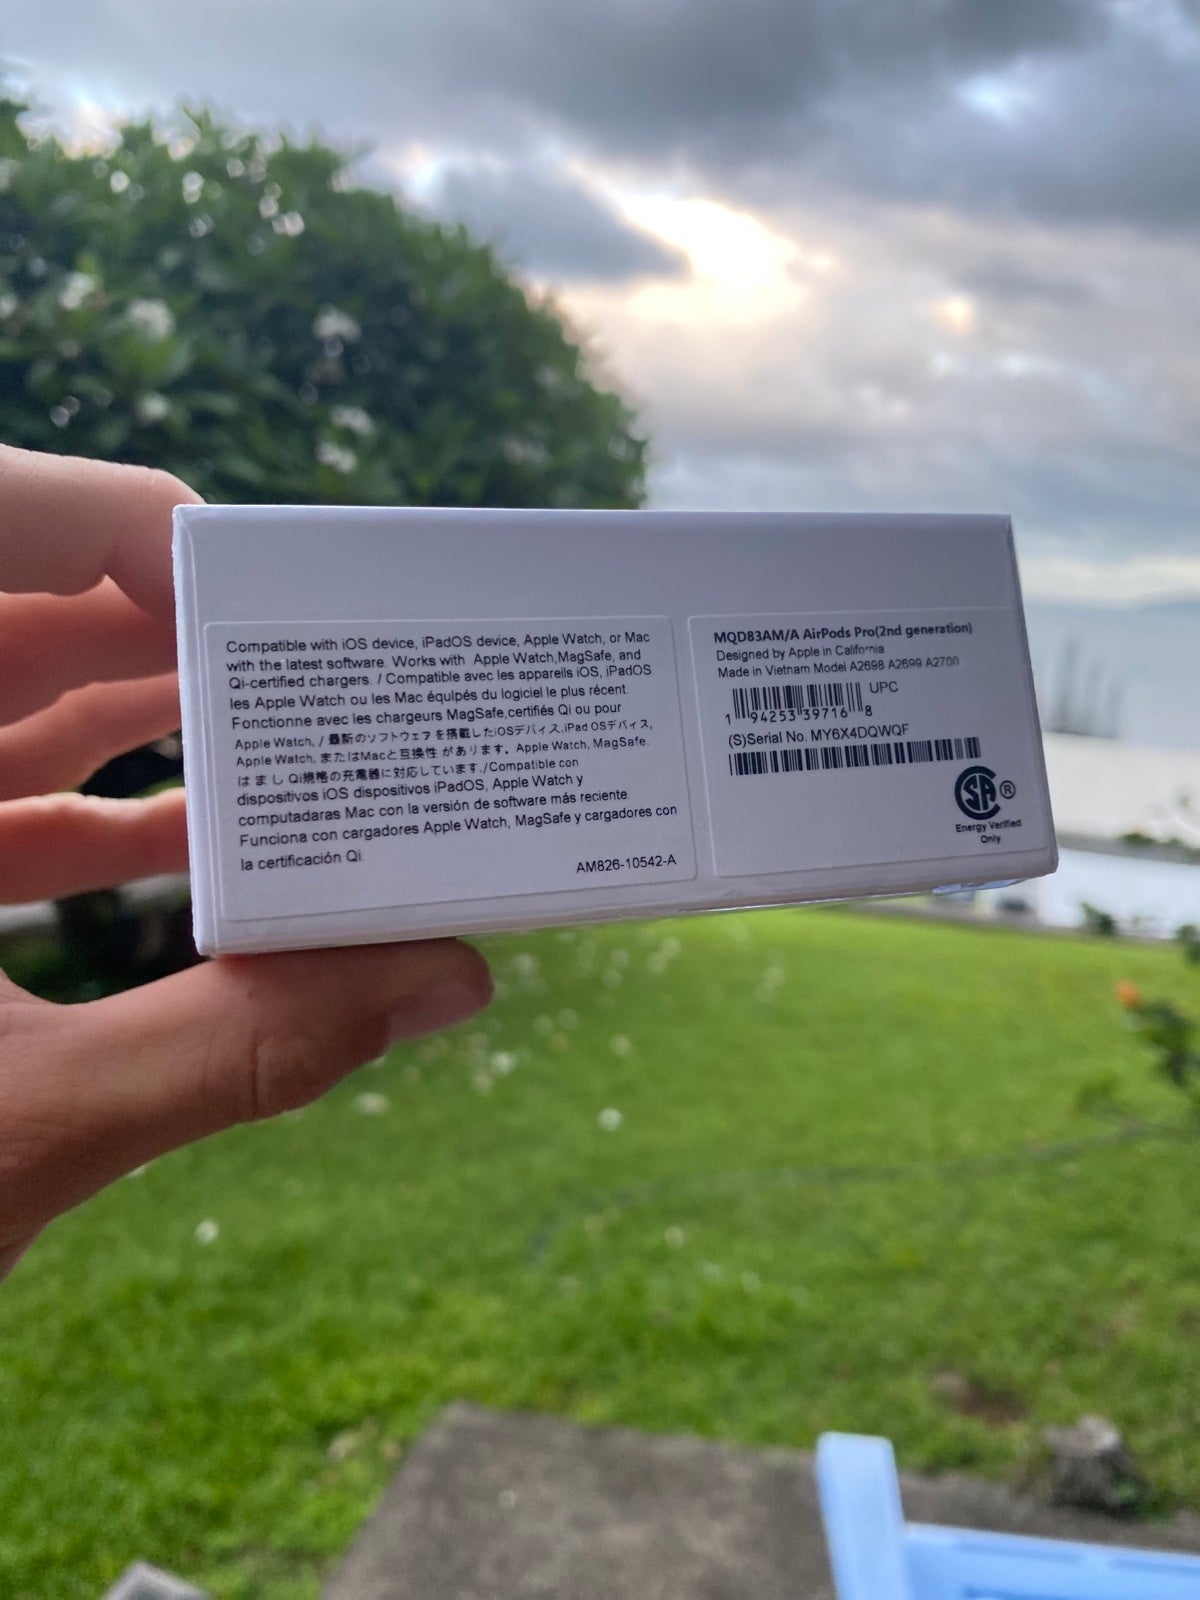 Compatible with iOS device, iPadOS device, Apple Watch, or Mac
with the latest software. Works with Apple Watch,MagSafe, and
Qi-certified chargers. / Compatible avec les appareils iOS, iPadOS
les Apple Watch ou les Mac équipés du logiciel le plus récent.
Fonctionne avec les chargeurs MagSafe,certifiés Qi ou pour
Apple Watch, / 最新のソフトウェアを搭載したiOSデバイス,iPad OSデバイス,
Apple Watch, またはMacと互換性 があります。Apple Watch, MagSafe.
は ま し Qi規格の充電器に対応しています./Compatible con
dispositivos iOS dispositivos iPadOS, Apple Watch y
computadaras Mac con la versión de software más reciente
Funciona con cargadores Apple Watch, MagSafe y cargadores con
la certificación Qi.
AM826-10542-A
MQD83AM/A AirPods Pro(2nd generation)
Designed by Apple in California
Made in Vietnam Model A2698 A2699 A2700
UPC
1 94253 39716 8
(S)Serial No. MY6X4DQWQF
SA ®
Energy Verified
Only